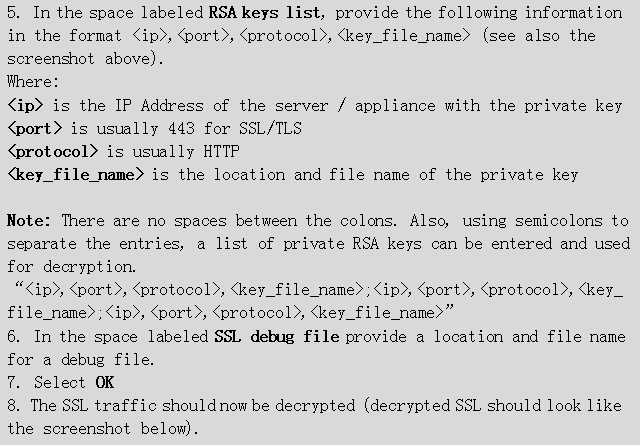 5. In the space labeled RSA keys list, provide the following information
in the format <ip>,<port>,<protocol>,<key_file_name> (see also the
screenshot above).
Where:
<ip> is the IP Address of the server / appliance with the private key
<port> is usually 443 for SSL/TLS
<protocol> is usually HTTP
<key_file_name> is the location and file name of the private key
Note: There are no spaces between the colons. Also, using semicolons to
separate the entries, a list of private RSA keys can be entered and used
for decryption.
“<ip>,<port>,<protocol>,<key_file_name>;<ip>,<port>,<protocol>,<key_
file_name>;<ip>,<port>,<protocol>,<key_file_name>”
6. In the space labeled SSL debug file provide a location and file name
for a debug file.
7. Select OK
8. The SSL traffic should now be decrypted (decrypted SSL should look like
the screenshot below).